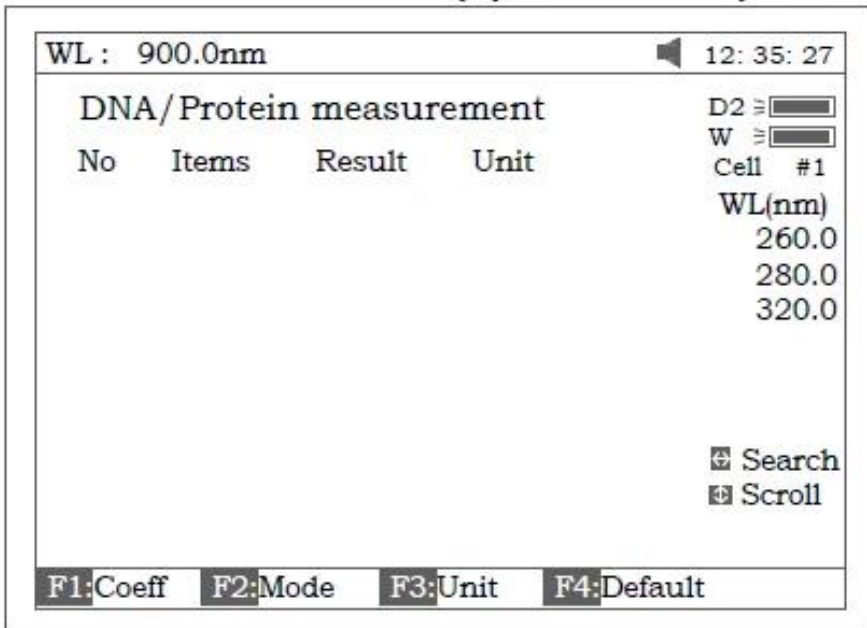 WL : 900.0nm 12: 35: 27
DNA/Protein measurement
No Items Result Unit
D2
W
Cell #1
WL(nm)
260.0
280.0
320.0
Search
Scroll
F1:Coeff F2:Mode F3:Unit F4:Default